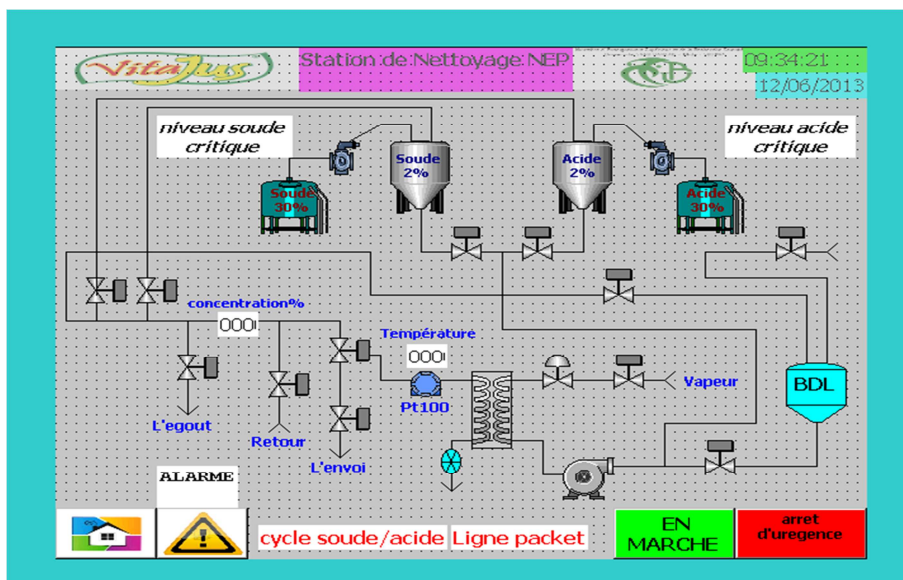 VitaJus
Station de Nettoyage NEP
09:34:21
12/06/2013
niveau soude
critique
niveau acide
critique
Soude
2%
Acide
2%
Soude
30%
Acide
30%
concentration%
000
Température
000
Pt100
Vapeur
BDL
L'egout
Retour
L'envoi
ALARME
cycle soude/acide
Ligne packet
EN
MARCHE
arret
d'uregence